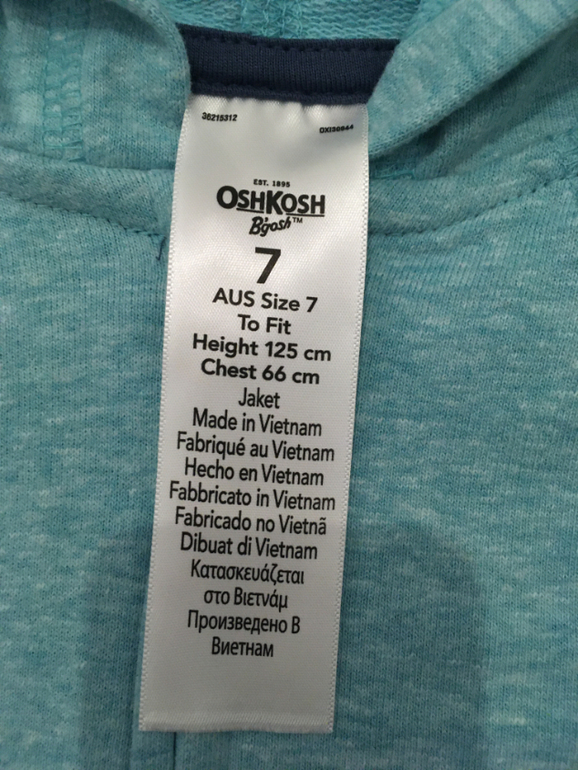 36215312
OXI36844
EST. 1895
OSHKOSH
B'gosh™
7
AUS Size 7
To Fit
Height 125 cm
Chest 66 cm
Jaket
Made in Vietnam
Fabriqué au Vietnam
Hecho en Vietnam
Fabbricato in Vietnam
Fabricado no Vietnã
Dibuat di Vietnam
Κατασκευάζεται
στο Βιετνάμ
Произведено В
Виетнам